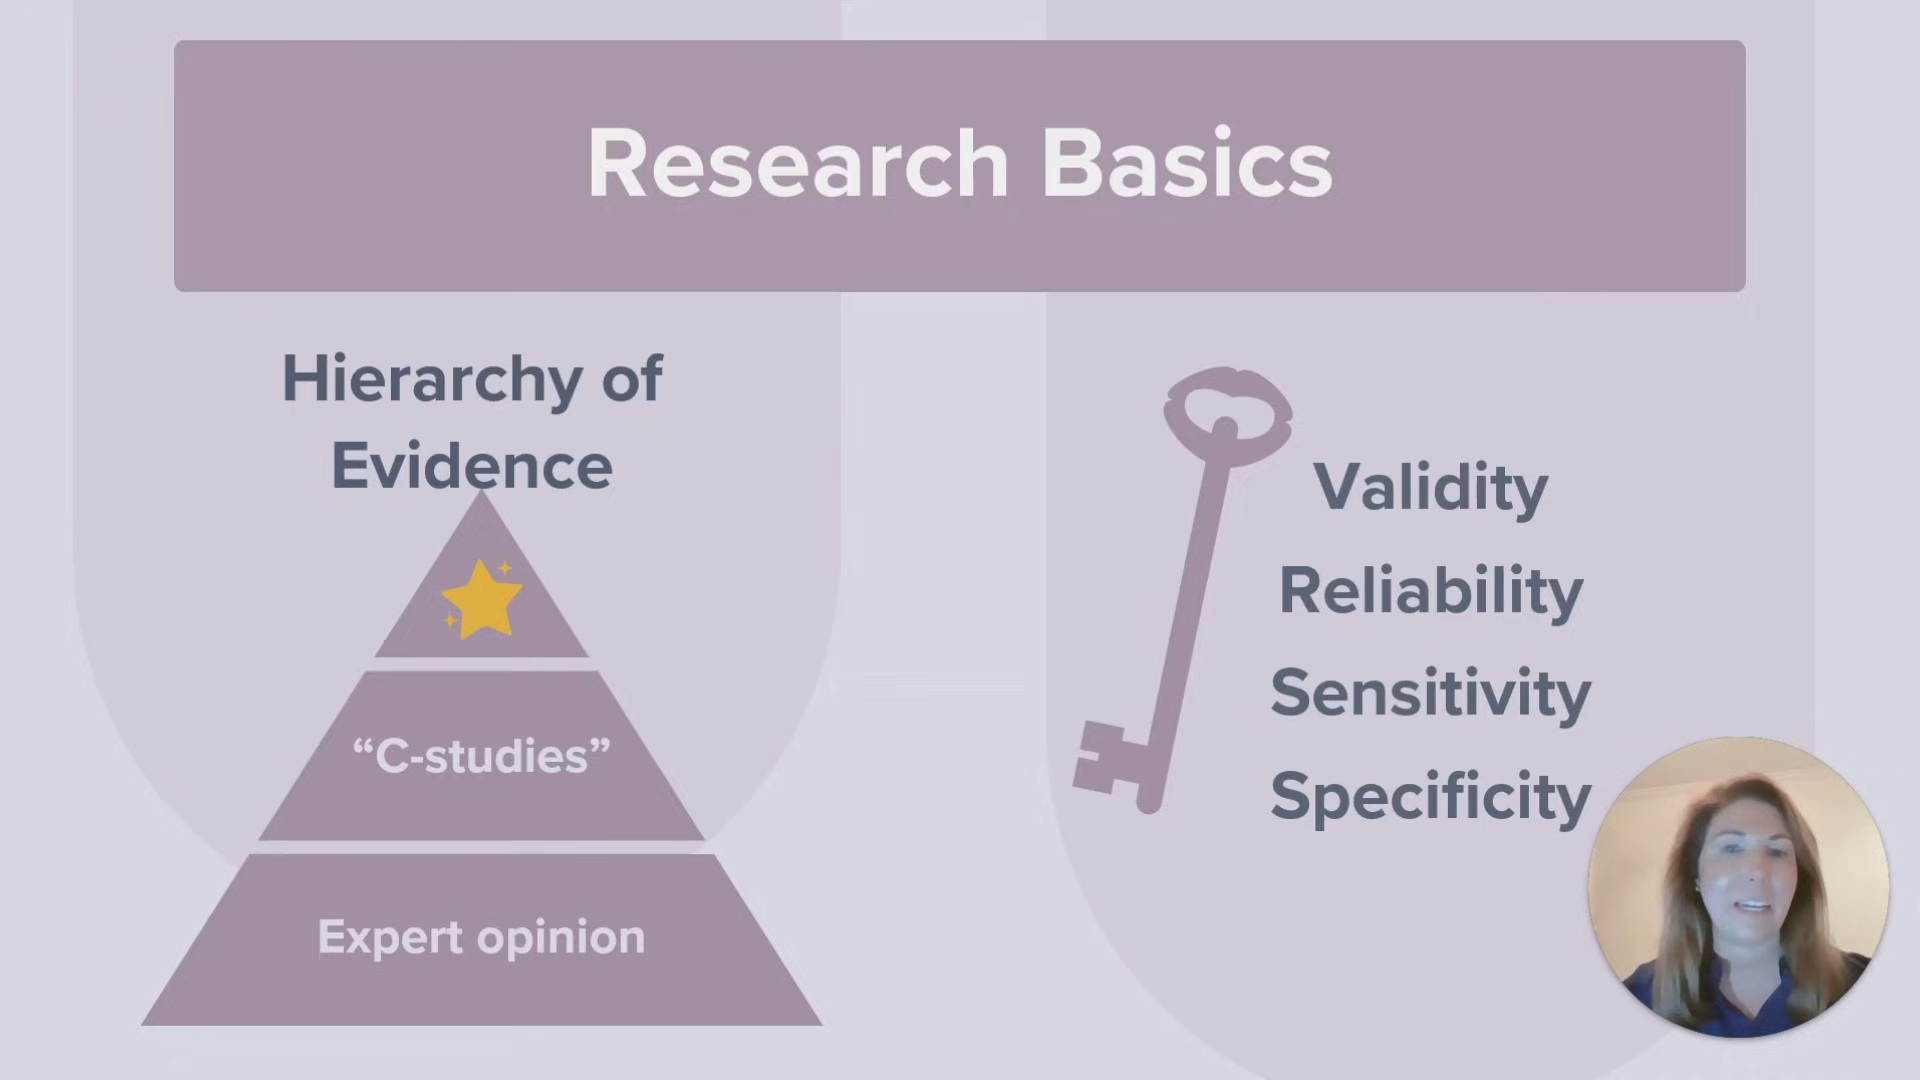 Research Basics
Hierarchy of
Evidence
“C-studies”
Expert opinion
Validity
Reliability
Sensitivity
Specificity